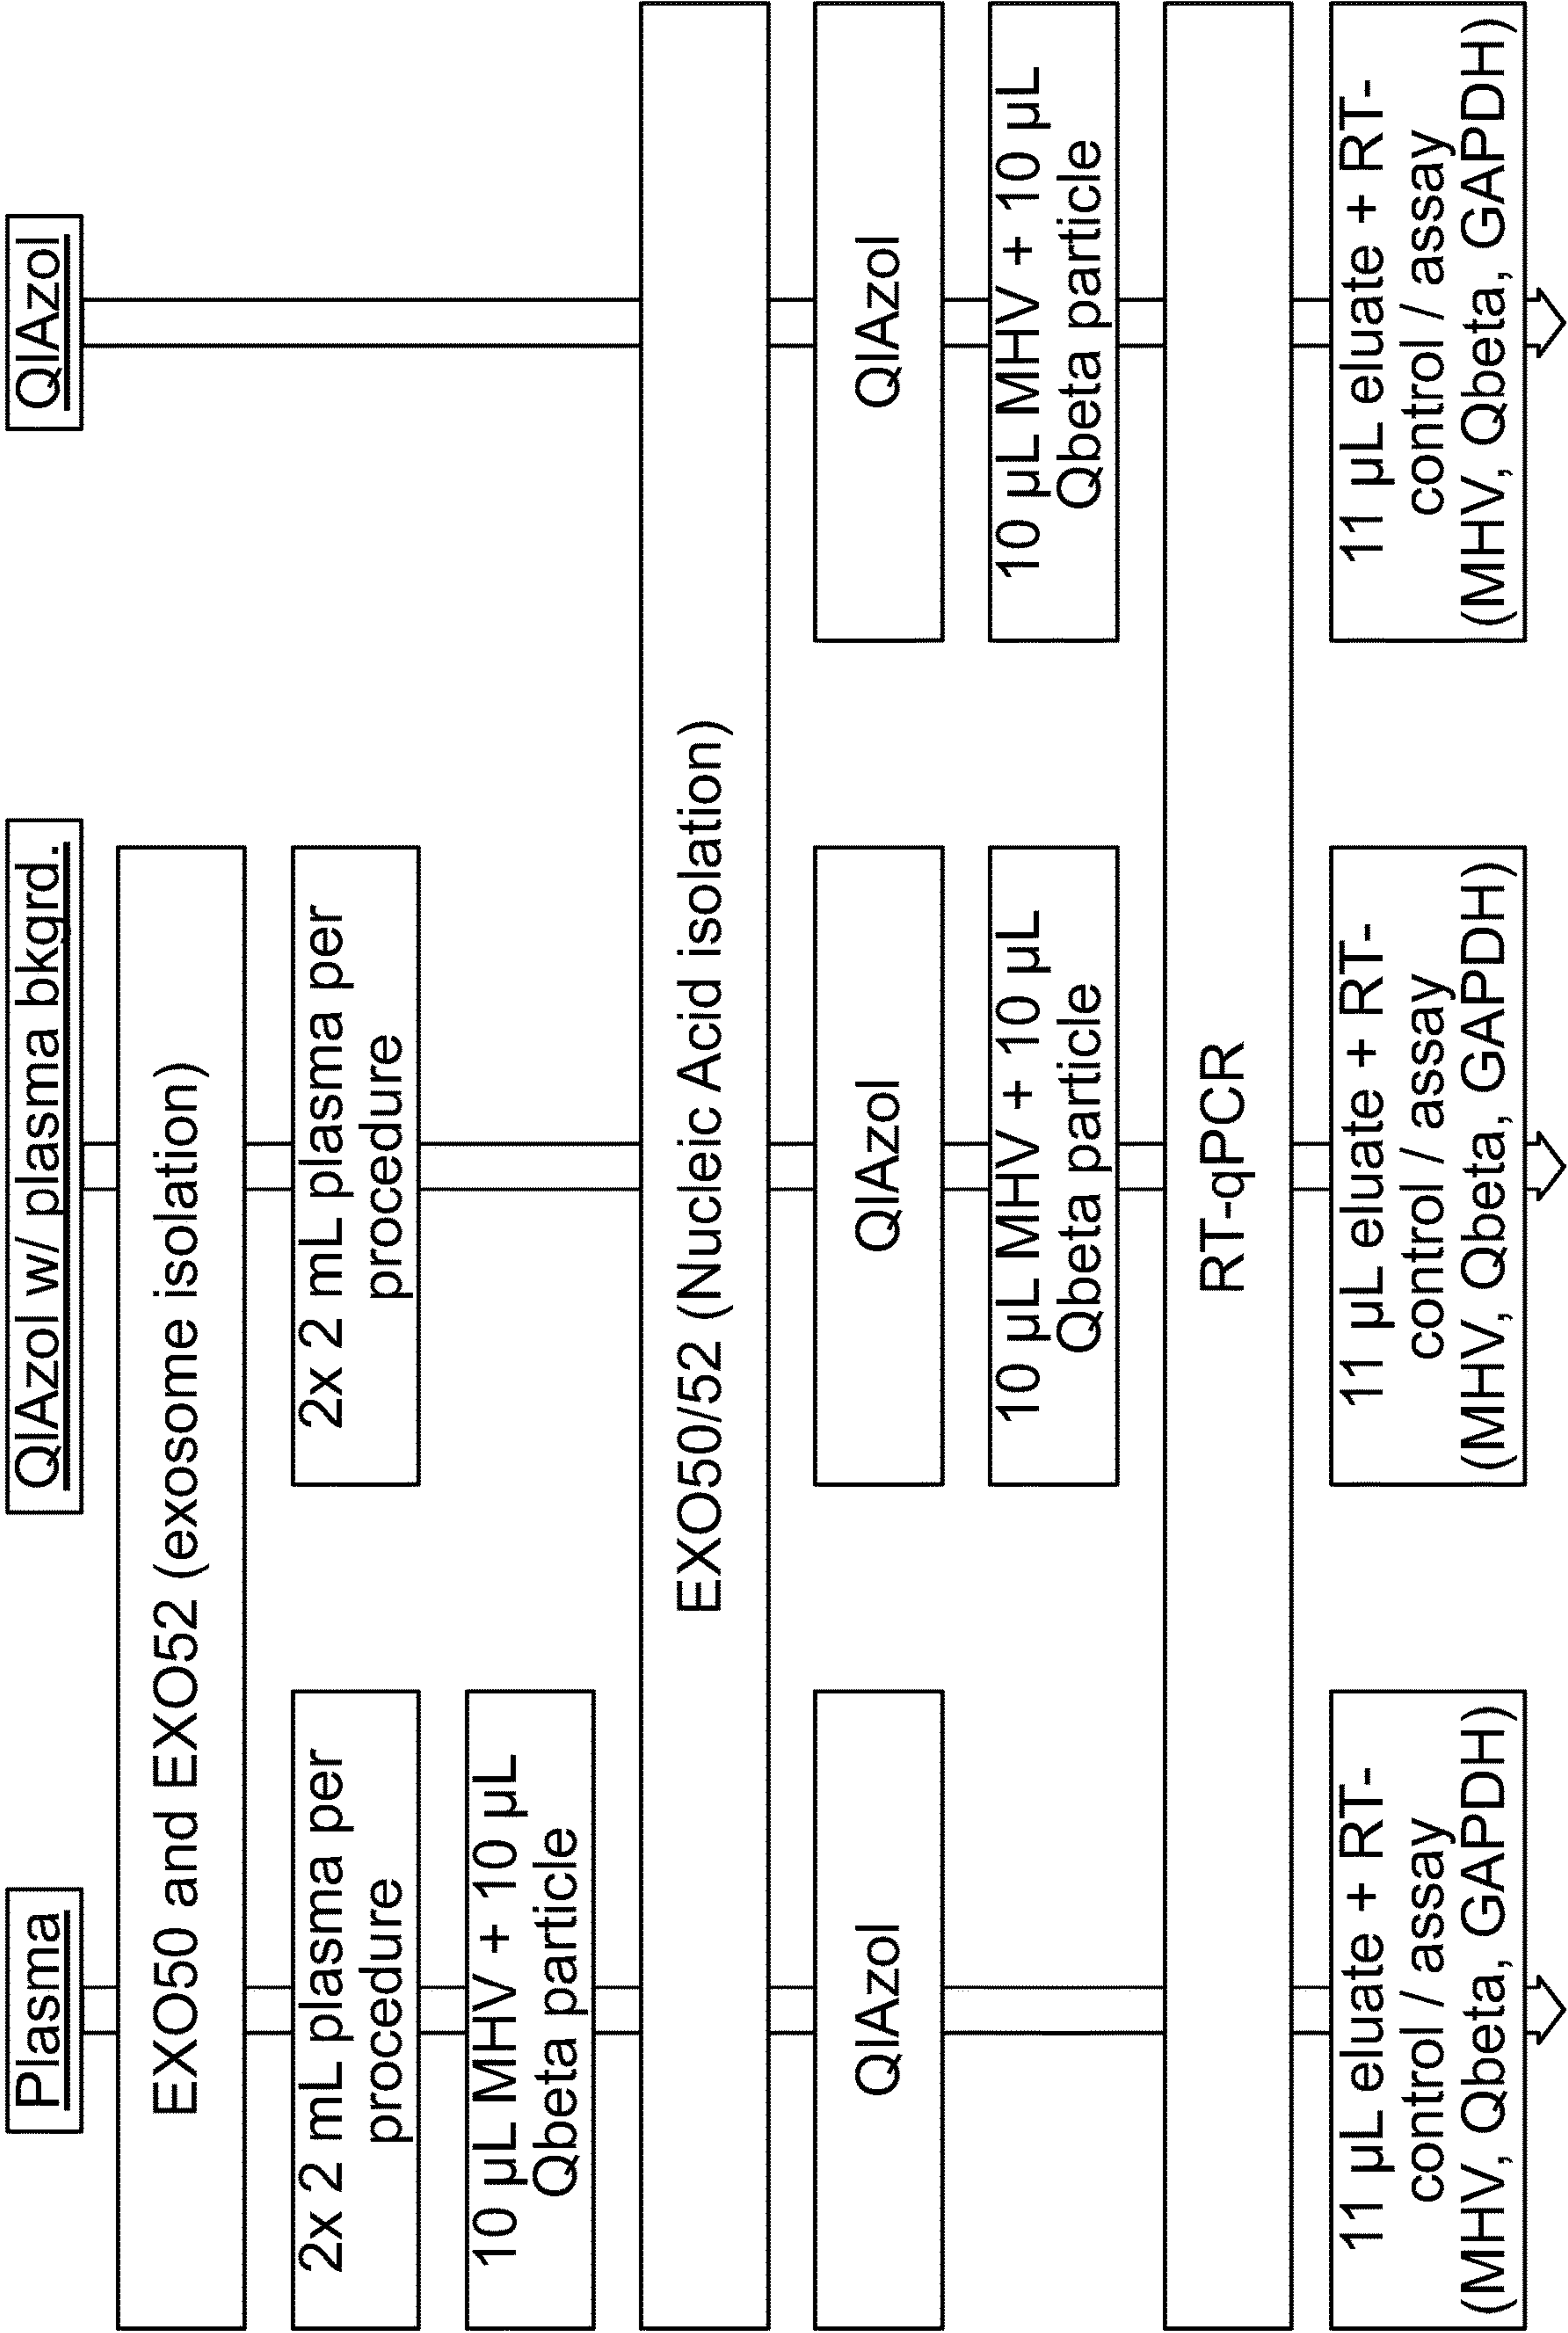 Plasma
QIAzol w/ plasma bkgrd.
QIAzol
EXO50 and EXO52 (exosome isolation)
2x 2 mL plasma per
procedure
2x 2 mL plasma per
procedure
10 µL MHV + 10 µL
Qbeta particle
EXO50/52 (Nucleic Acid isolation)
QIAzol
QIAzol
QIAzol
10 µL MHV + 10 µL
Qbeta particle
10 µL MHV + 10 µL
Qbeta particle
RT-qPCR
11 µL eluate + RT-
control / assay
(MHV, Qbeta, GAPDH)
11 µL eluate + RT-
control / assay
(MHV, Qbeta, GAPDH)
11 µL eluate + RT-
control / assay
(MHV, Qbeta, GAPDH)